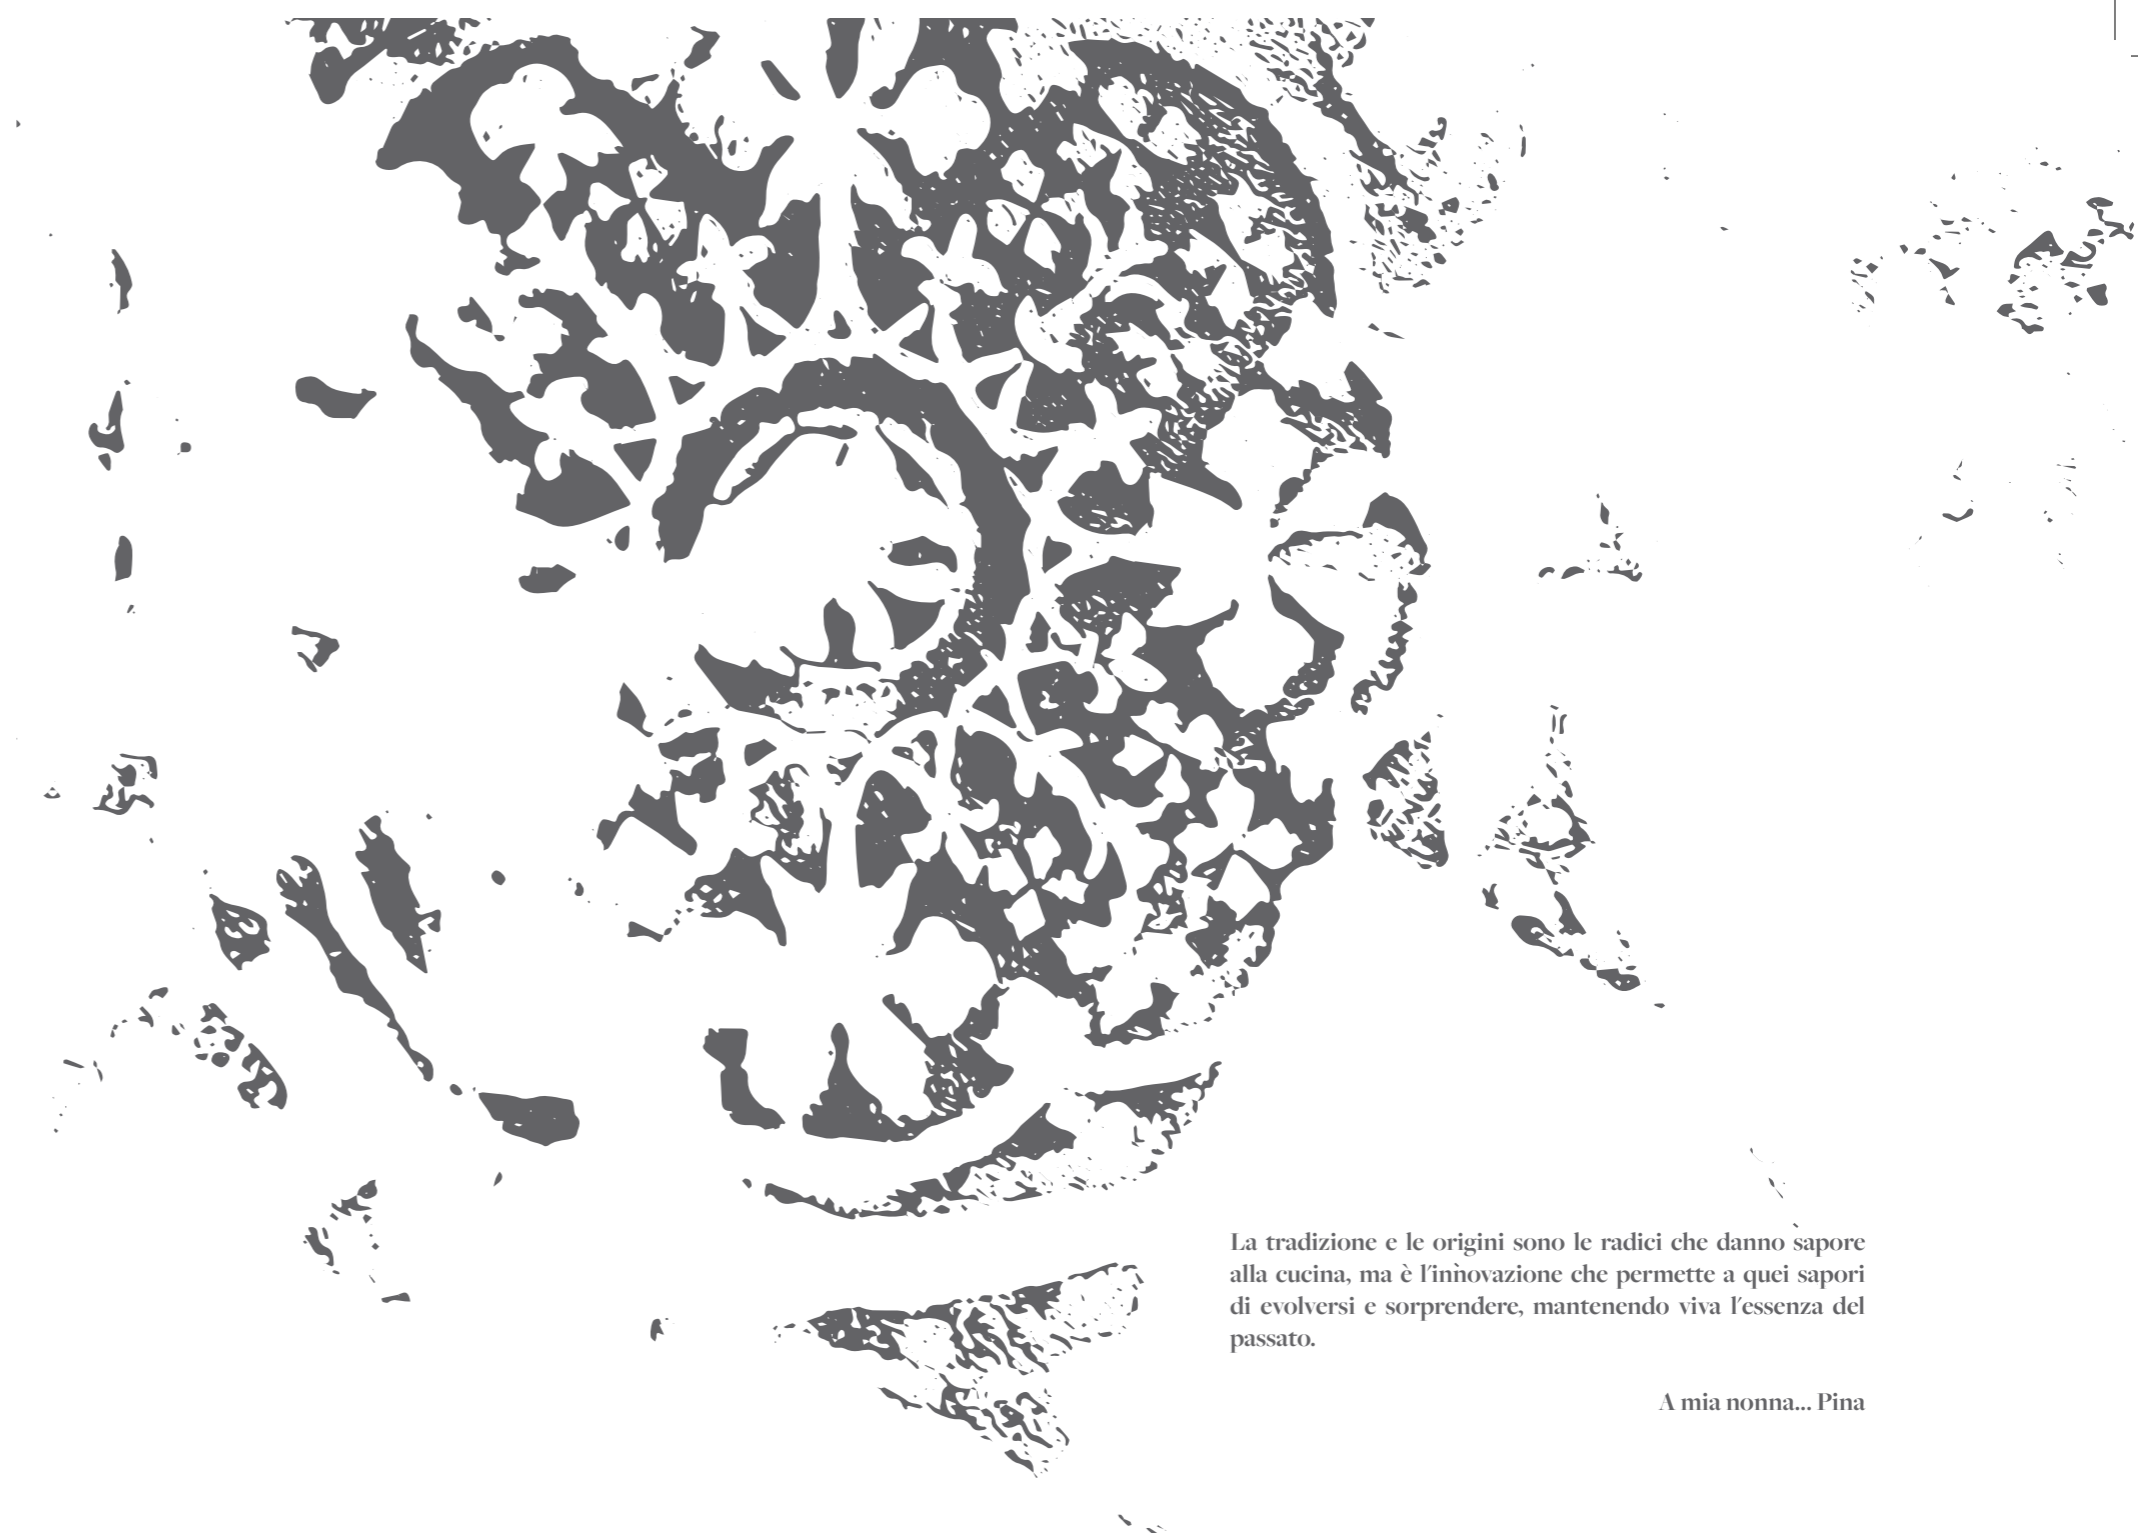 La tradizione e le origini sono le radici che danno sapore
alla cucina, ma è l'innovazione che permette a quei sapori
di evolversi e sorprendere, mantenendo viva l'essenza del
passato.
A mia nonna... Pina